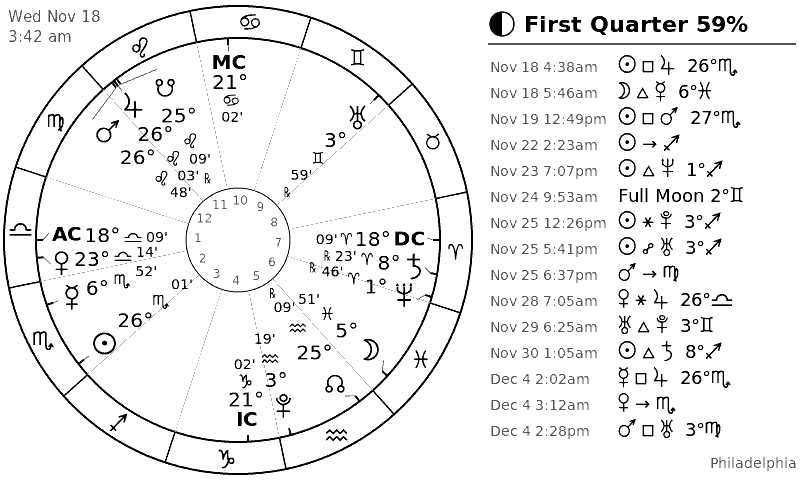 Wed Nov 18
3:42 am
First Quarter 59%
MC
21°
♋
02'
☋
25°
♌
09'
℞
♃
26°
♌
03'
♂
26°
♌
48'
♅
3°
♊
59'
℞
AC 18° ♎ 09'
♀ 23° ♎ 14'
☿ 6° ♏ 52'
☉ 26° ♏ 01'
09' ♈ 18° DC
℞ 23' ♈ 8° ♄
℞ 46' ♈ 1° ♆
51' ♓ 5° ☽
℞ 09' ♒ 25° ☊
19' ♒ 3° ♇
02'
♑
21°
IC
1 2 3 4 5 6 7 8 9 10 11 12
♋ ♊ ♉ ♈ ♓ ♒ ♑ ♐ ♏ ♎ ♍ ♌
Nov 18 4:38am ☉ □ ♃ 26°♏
Nov 18 5:46am ☽ △ ☿ 6°♓
Nov 19 12:49pm ☉ □ ♂ 27°♏
Nov 22 2:23am ☉ → ♐
Nov 23 7:07pm ☉ △ ♆ 1°♐
Nov 24 9:53am Full Moon 2°♊
Nov 25 12:26pm ☉ ⚹ ♇ 3°♐
Nov 25 5:41pm ☉ ☍ ♅ 3°♐
Nov 25 6:37pm ♂ → ♍
Nov 28 7:05am ♀ ⚹ ♃ 26°♎
Nov 29 6:25am ♅ △ ♇ 3°♊
Nov 30 1:05am ☉ △ ♄ 8°♐
Dec 4 2:02am ☿ □ ♃ 26°♏
Dec 4 3:12am ♀ → ♏
Dec 4 2:28pm ♂ □ ♅ 3°♍
Philadelphia